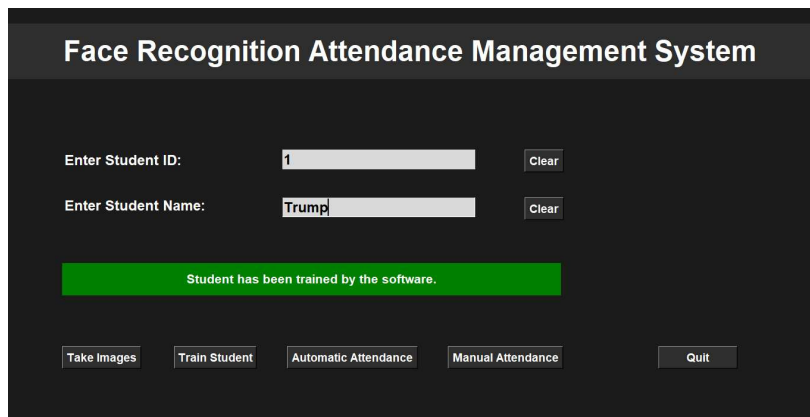 Face Recognition Attendance Management System
Enter Student ID: 1 Clear
Enter Student Name: Trump Clear
Student has been trained by the software.
Take Images Train Student Automatic Attendance Manual Attendance Quit